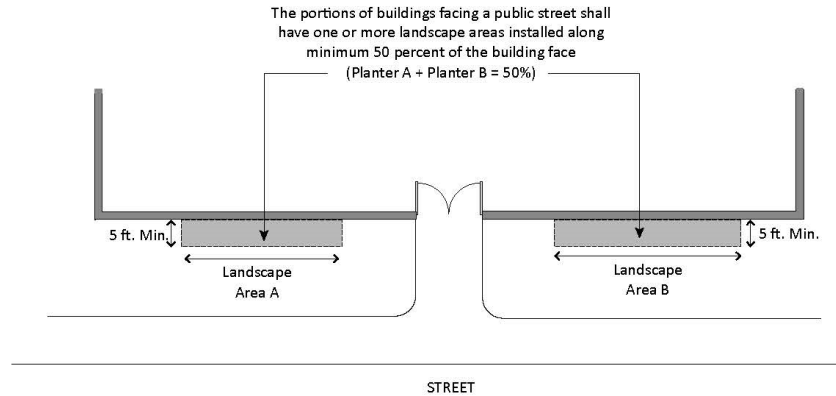 The portions of buildings facing a public street shall
have one or more landscape areas installed along
minimum 50 percent of the building face
(Planter A + Planter B = 50%)
5 ft. Min.
5 ft. Min.
Landscape
Area A
Landscape
Area B
STREET